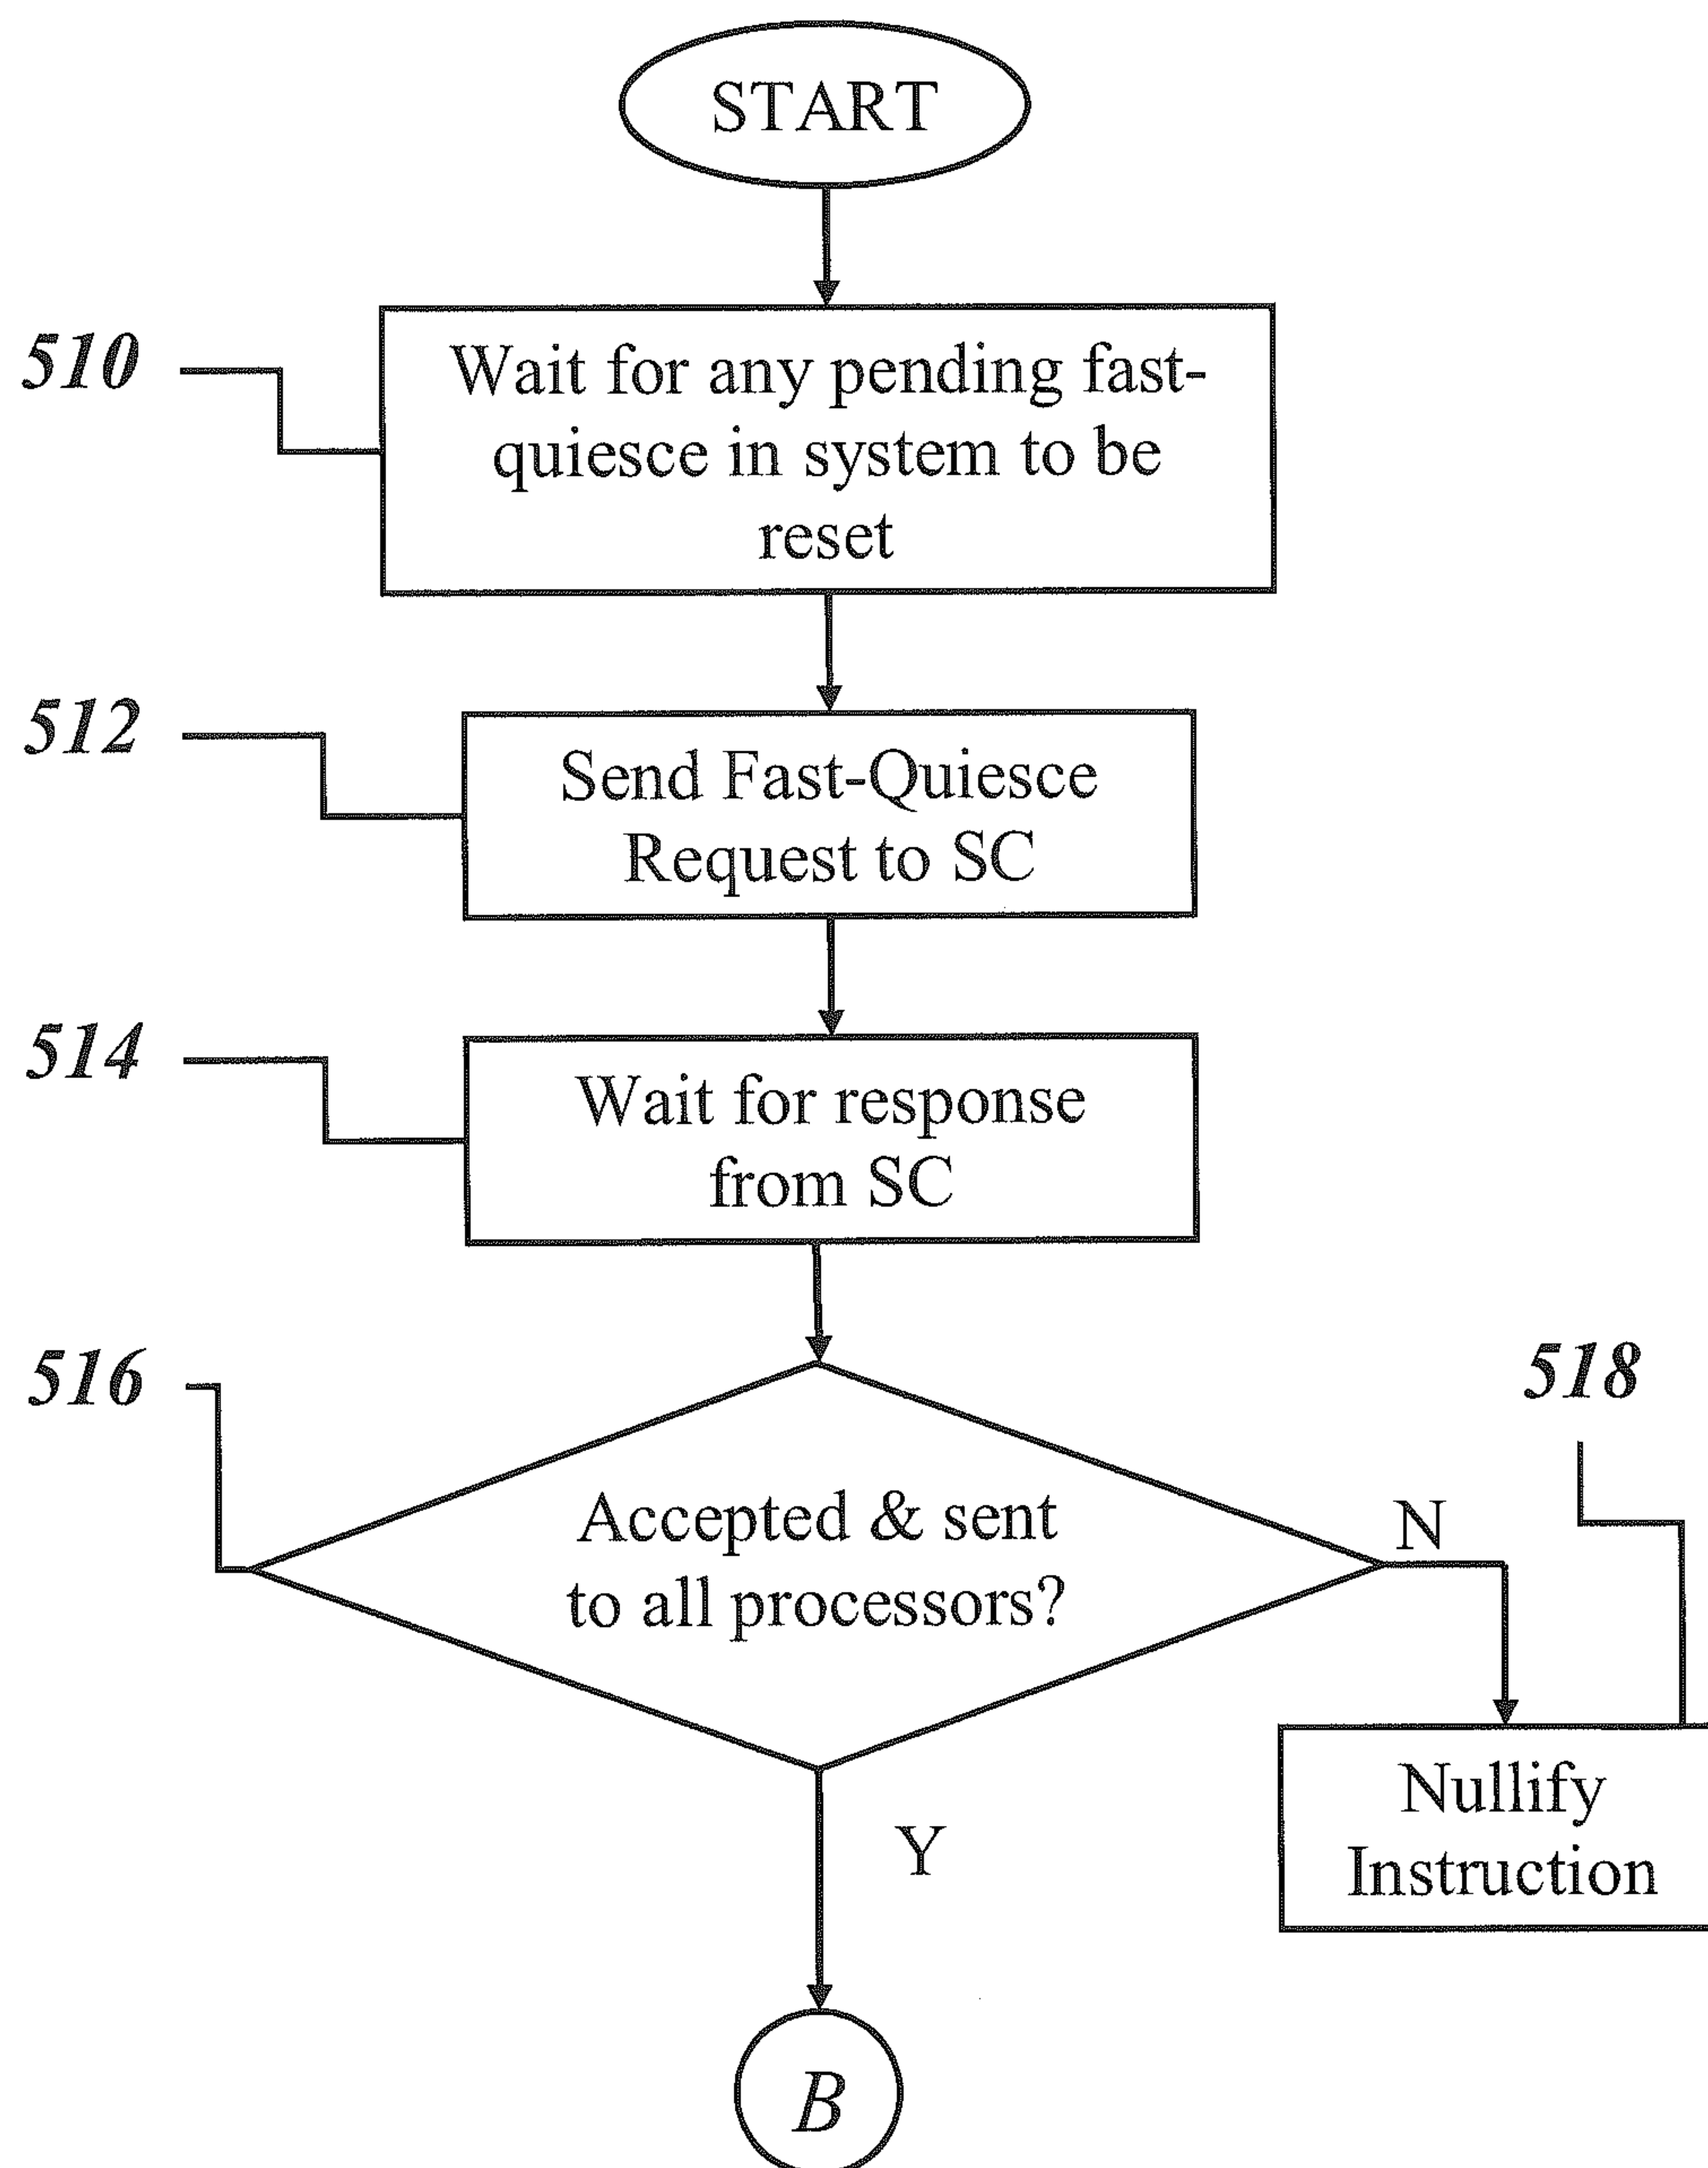 START
510
Wait for any pending fast-
quiesce in system to be
reset
512
Send Fast-Quiesce
Request to SC
514
Wait for response
from SC
516
518
Accepted & sent
to all processors?
N
Nullify
Instruction
Y
B